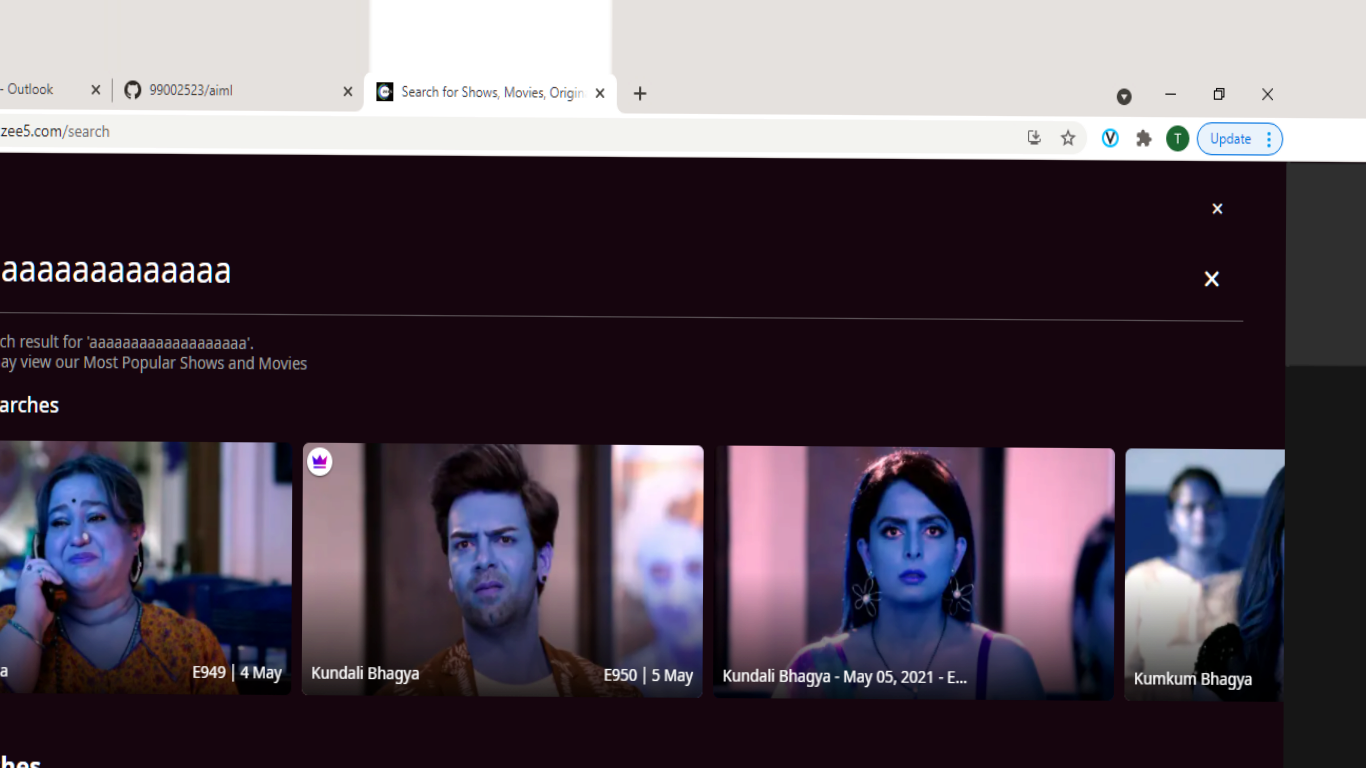 - Outlook
99002523/aiml
Search for Shows, Movies, Origin
zee5.com/search
T
Update
aaaaaaaaaaaaa
ch result for 'aaaaaaaaaaaaaaaaaaa'.
ay view our Most Popular Shows and Movies
arches
a
E949 | 4 May
Kundali Bhagya
E950 | 5 May
Kundali Bhagya - May 05, 2021 - E...
Kumkum Bhagya
hes